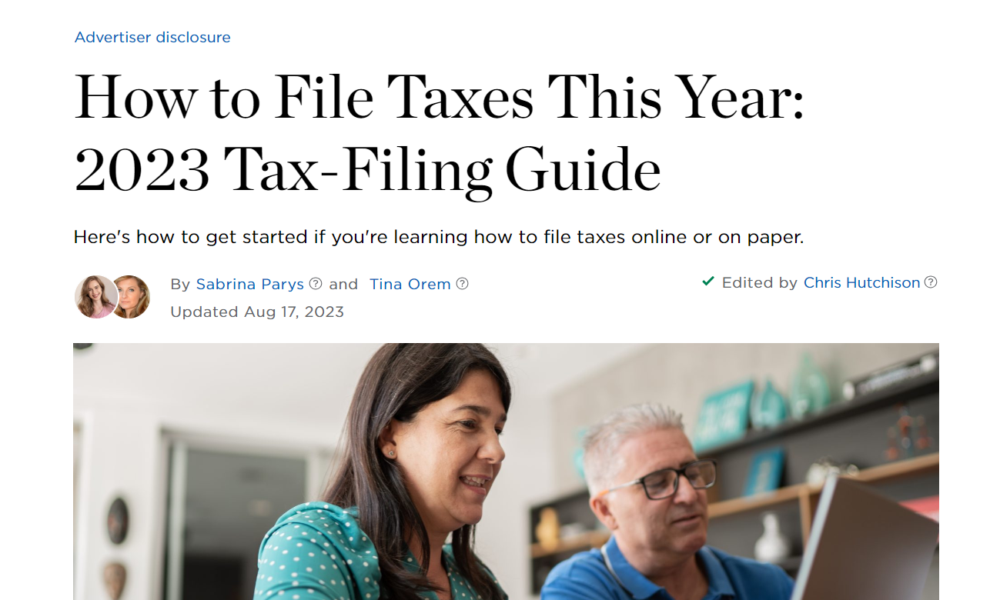 Advertiser disclosure
How to File Taxes This Year:
2023 Tax-Filing Guide
Here's how to get started if you're learning how to file taxes online or on paper.
By Sabrina Parys ? and Tina Orem ?
✓ Edited by Chris Hutchison ?
Updated Aug 17, 2023